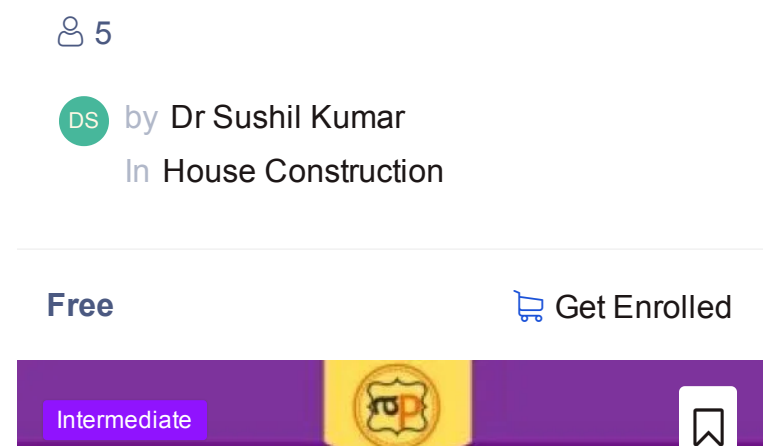 5
DS
by Dr Sushil Kumar
In House Construction
Free
Get Enrolled
Intermediate